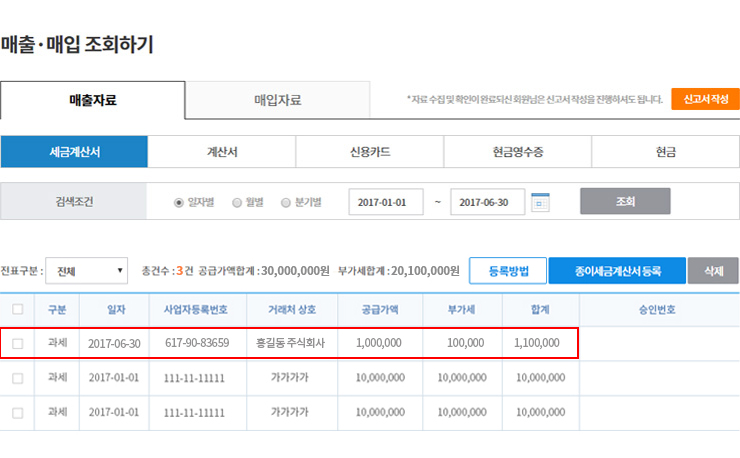 매출·매입 조회하기
매출자료 매입자료 * 자료 수집 및 확인이 완료되신 회원님은 신고서 작성을 진행하셔도 됩니다. 신고서 작성
세금계산서 계산서 신용카드 현금영수증 현금
검색조건 일자별 월별 분기별 2017-01-01 ~ 2017-06-30 조회
전표구분 : 전체 총건수 : 3건 공급가액합계 : 30,000,000원 부가세합계 : 20,100,000원 등록방법 종이세금계산서 등록 삭제
구분 일자 사업자등록번호 거래처 상호 공급가액 부가세 합계 승인번호
과세 2017-06-30 617-90-83659 홍길동 주식회사 1,000,000 100,000 1,100,000
과세 2017-01-01 111-11-11111 가가가가 10,000,000 10,000,000 10,000,000
과세 2017-01-01 111-11-11111 가가가가 10,000,000 10,000,000 10,000,000